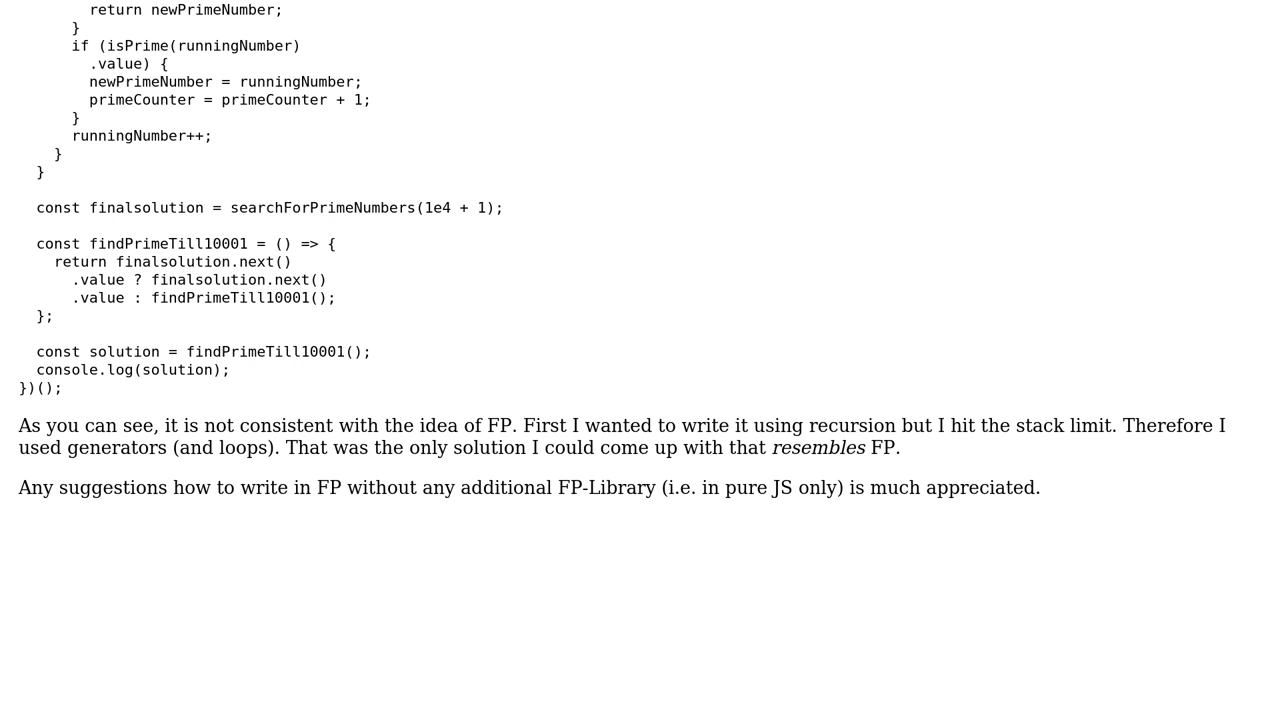 return newPrimeNumber;
}
if (isPrime(runningNumber)
.value) {
newPrimeNumber = runningNumber;
primeCounter = primeCounter + 1;
}
runningNumber++;
}
}
const finalsolution = searchForPrimeNumbers(1e4 + 1);
const findPrimeTill10001 = () => {
return finalsolution.next()
.value ? finalsolution.next()
.value : findPrimeTill10001();
};
const solution = findPrimeTill10001();
console.log(solution);
})();
As you can see, it is not consistent with the idea of FP. First I wanted to write it using recursion but I hit the stack limit. Therefore I
used generators (and loops). That was the only solution I could come up with that resembles FP.
Any suggestions how to write in FP without any additional FP-Library (i.e. in pure JS only) is much appreciated.